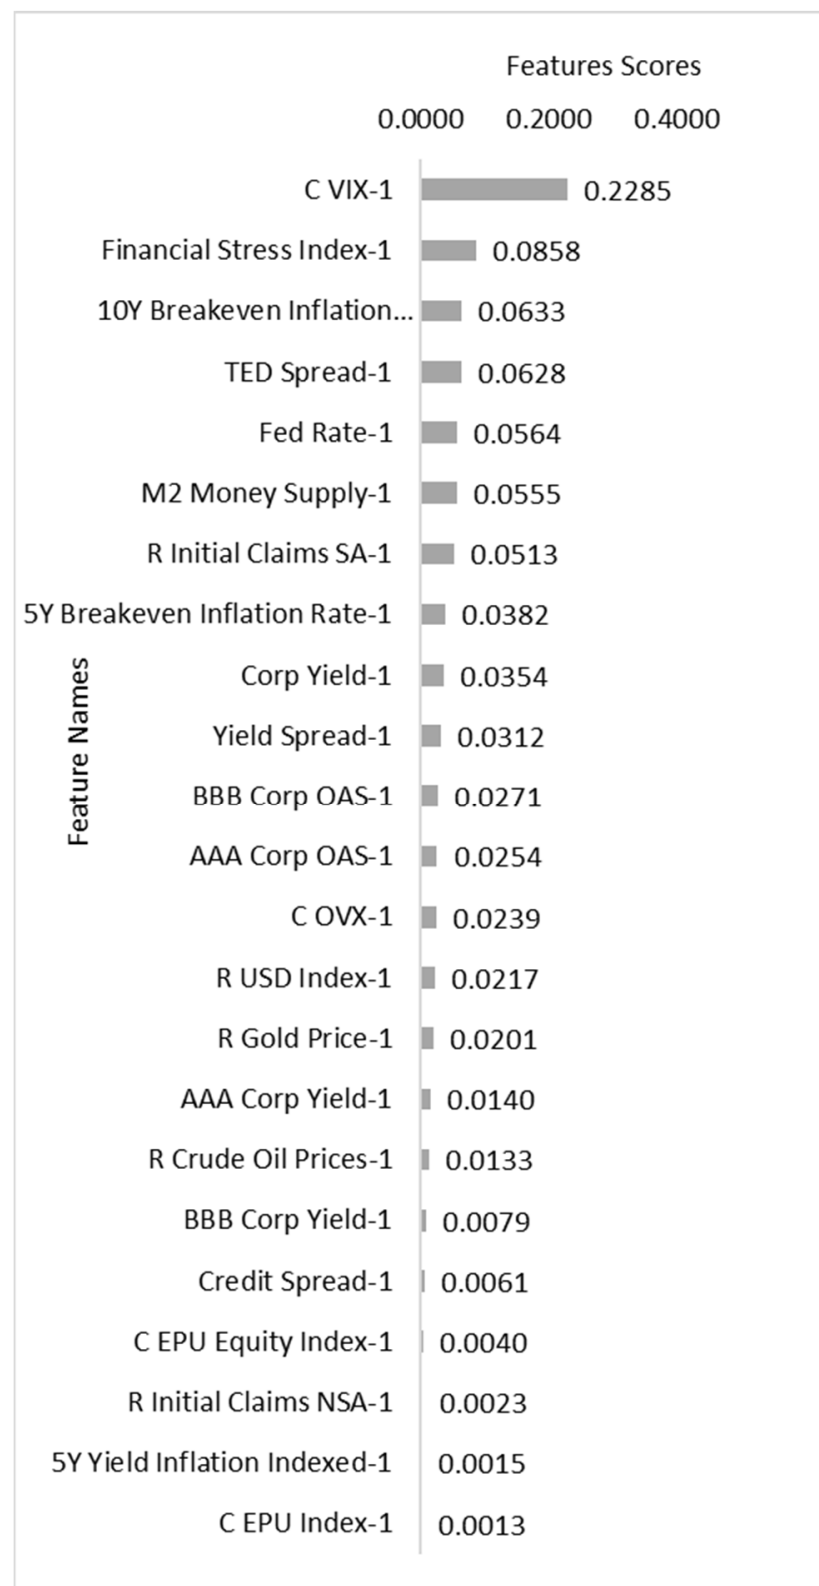 Features Scores
0.0000 0.2000 0.4000
C VIX-1 0.2285
Financial Stress Index-1 0.0858
10Y Breakeven Inflation... 0.0633
TED Spread-1 0.0628
Fed Rate-1 0.0564
M2 Money Supply-1 0.0555
R Initial Claims SA-1 0.0513
5Y Breakeven Inflation Rate-1 0.0382
Corp Yield-1 0.0354
Yield Spread-1 0.0312
BBB Corp OAS-1 0.0271
AAA Corp OAS-1 0.0254
C OVX-1 0.0239
R USD Index-1 0.0217
R Gold Price-1 0.0201
AAA Corp Yield-1 0.0140
R Crude Oil Prices-1 0.0133
BBB Corp Yield-1 0.0079
Credit Spread-1 0.0061
C EPU Equity Index-1 0.0040
R Initial Claims NSA-1 0.0023
5Y Yield Inflation Indexed-1 0.0015
C EPU Index-1 0.0013
Feature Names